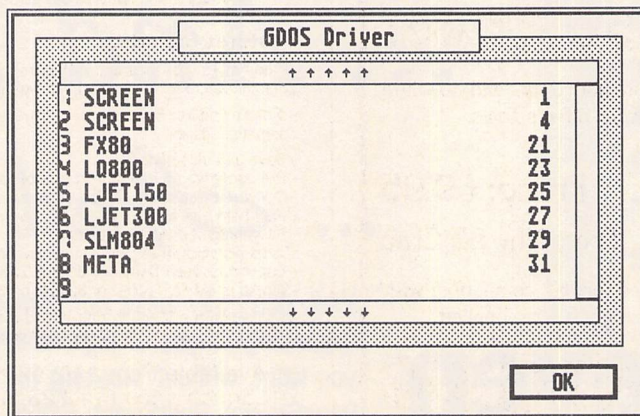 GDOS Driver
↑ ↑ ↑ ↑ ↑
1 SCREEN 1
2 SCREEN 4
3 FX80 21
4 LQ800 23
5 LJET150 25
6 LJET300 27
7 SLM804 29
8 META 31
9
↓ ↓ ↓ ↓ ↓
OK